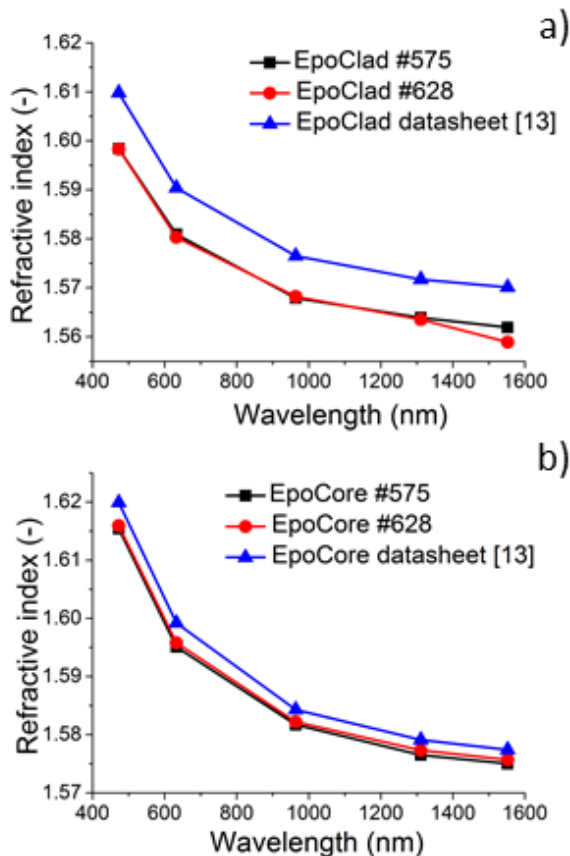 a)
1.62
1.61
1.60
1.59
1.58
1.57
1.56
Refractive index (-)
EpoClad #575
EpoClad #628
EpoClad datasheet [13]
400 600 800 1000 1200 1400 1600
Wavelength (nm)
b)
1.62
1.61
1.60
1.59
1.58
1.57
Refractive index (-)
EpoCore #575
EpoCore #628
EpoCore datasheet [13]
400 600 800 1000 1200 1400 1600
Wavelength (nm)